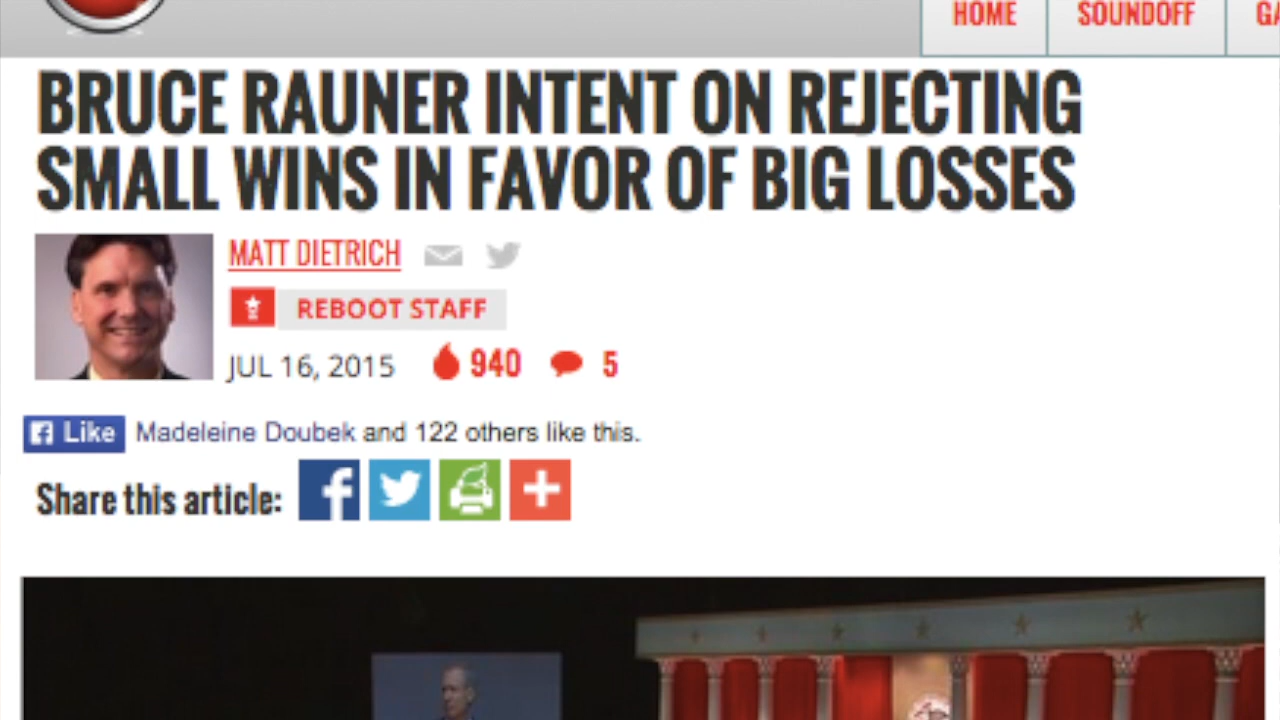 HOME SOUNDOFF GA
BRUCE RAUNER INTENT ON REJECTING
SMALL WINS IN FAVOR OF BIG LOSSES
MATT DIETRICH
REBOOT STAFF
JUL 16, 2015 940 5
Like Madeleine Doubek and 122 others like this.
Share this article: